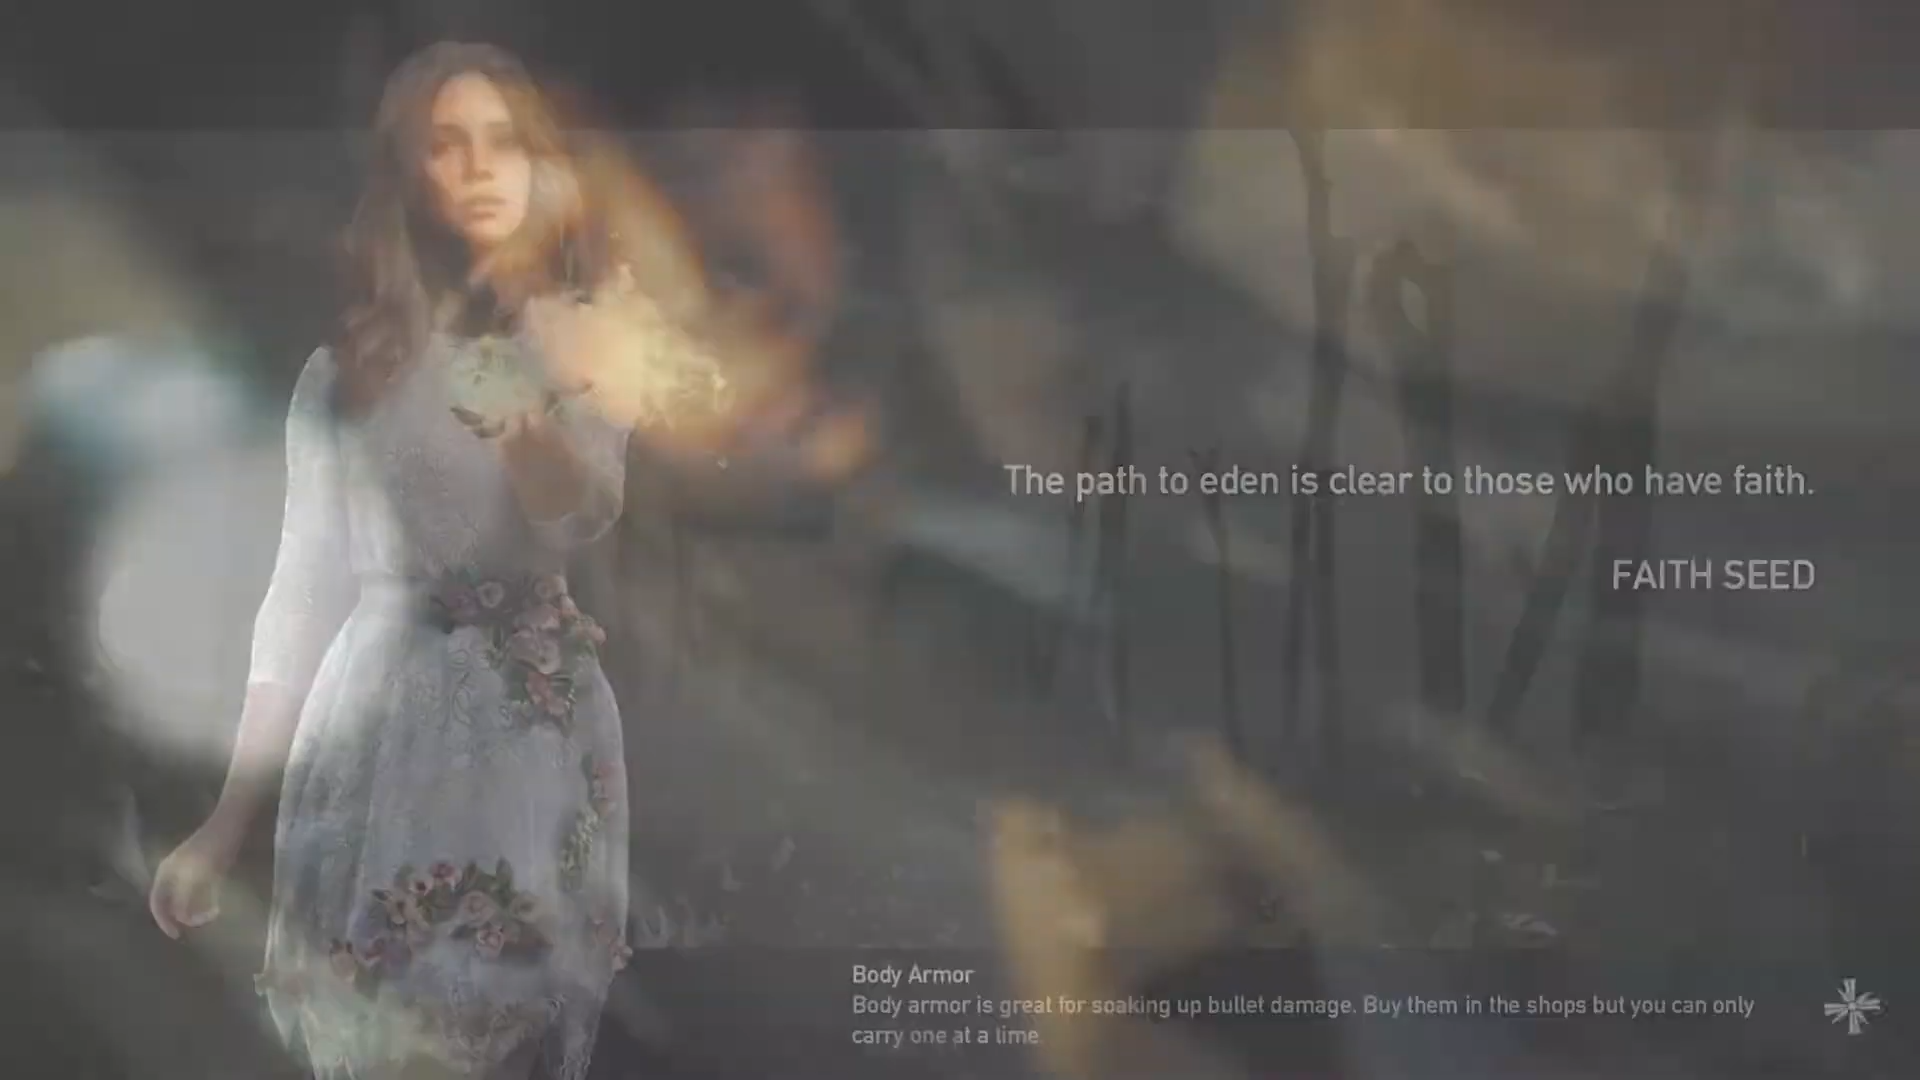 The path to eden is clear to those who have faith.
FAITH SEED
Body Armor
Body armor is great for soaking up bullet damage. Buy them in the shops but you can only
carry one at a lime